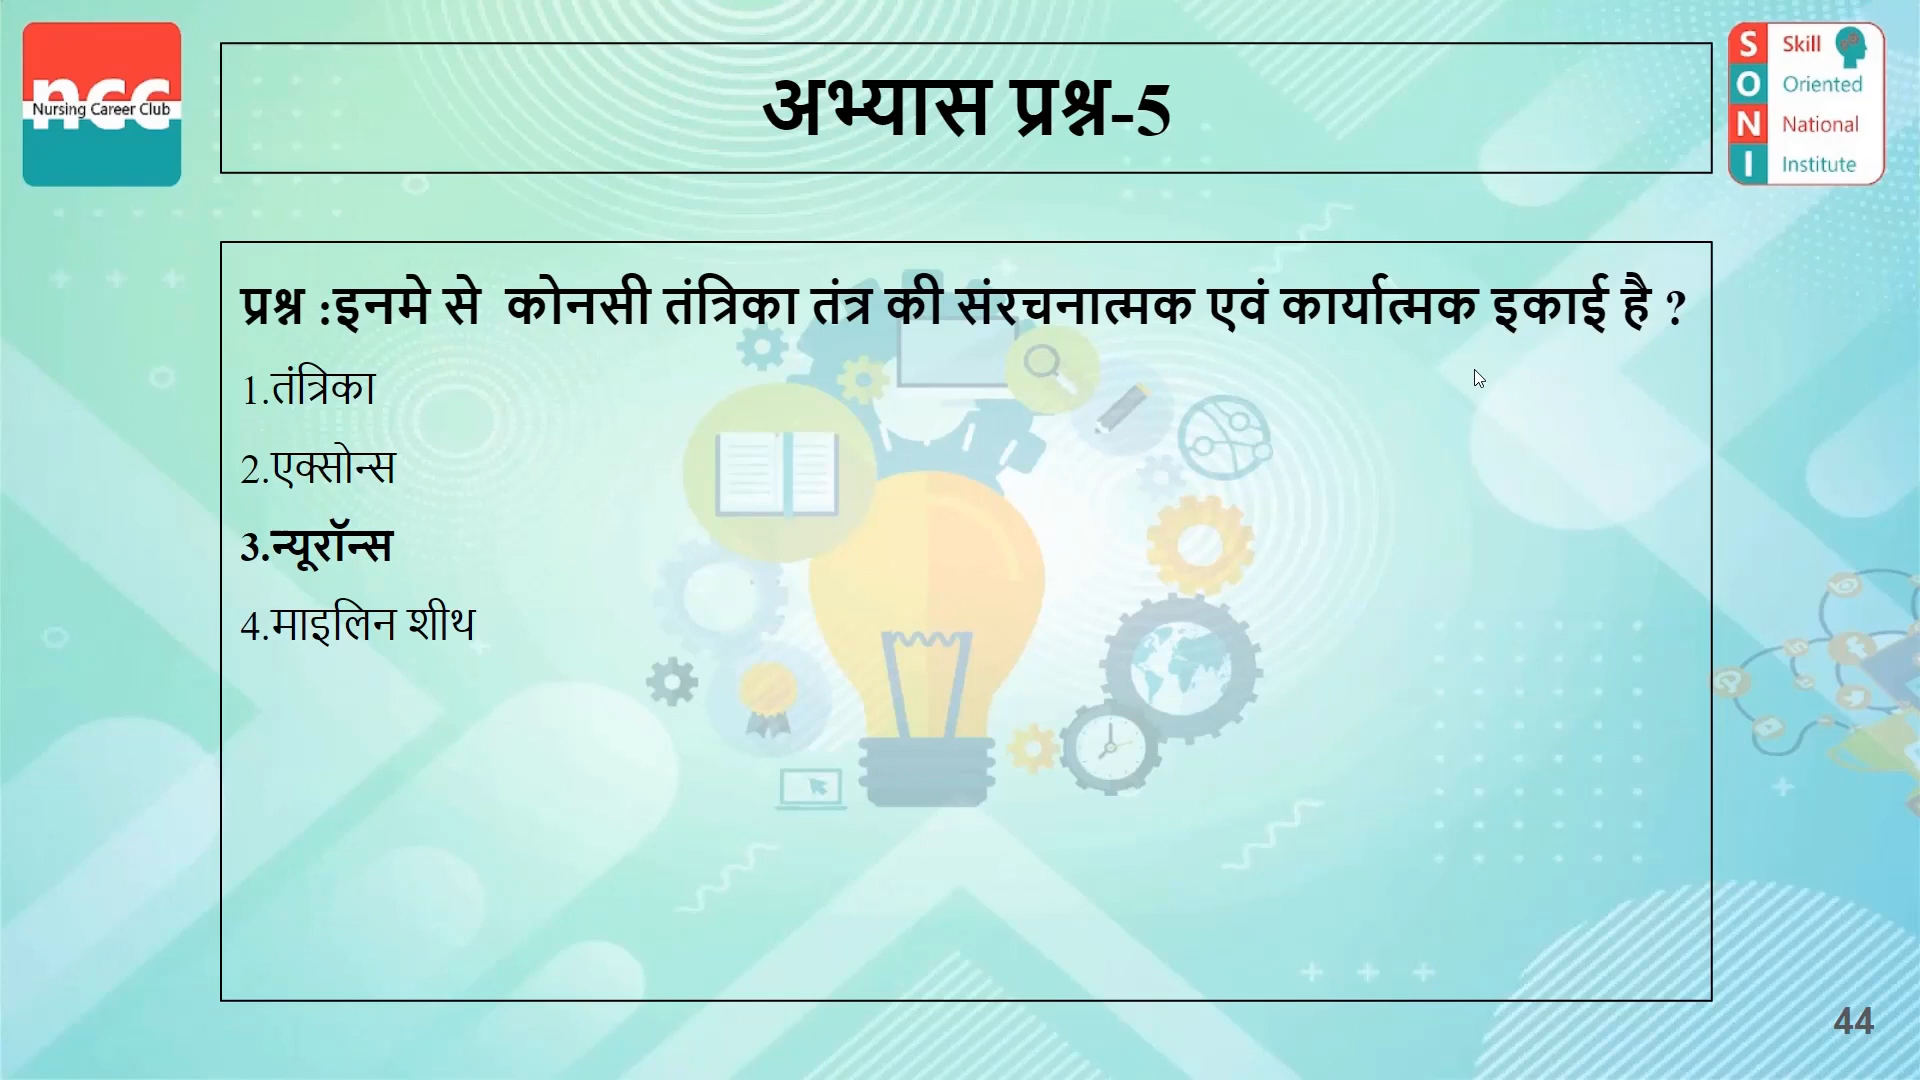 ncc
Nursing Career Club
अभ्यास प्रश्न-5
S Skill
O Oriented
N National
I Institute
प्रश्न :इनमे से कोनसी तंत्रिका तंत्र की संरचनात्मक एवं कार्यात्मक इकाई है ?
1.तंत्रिका
2.एक्सोन्स
3.न्यूरॉन्स
4.माइलिन शीथ
44